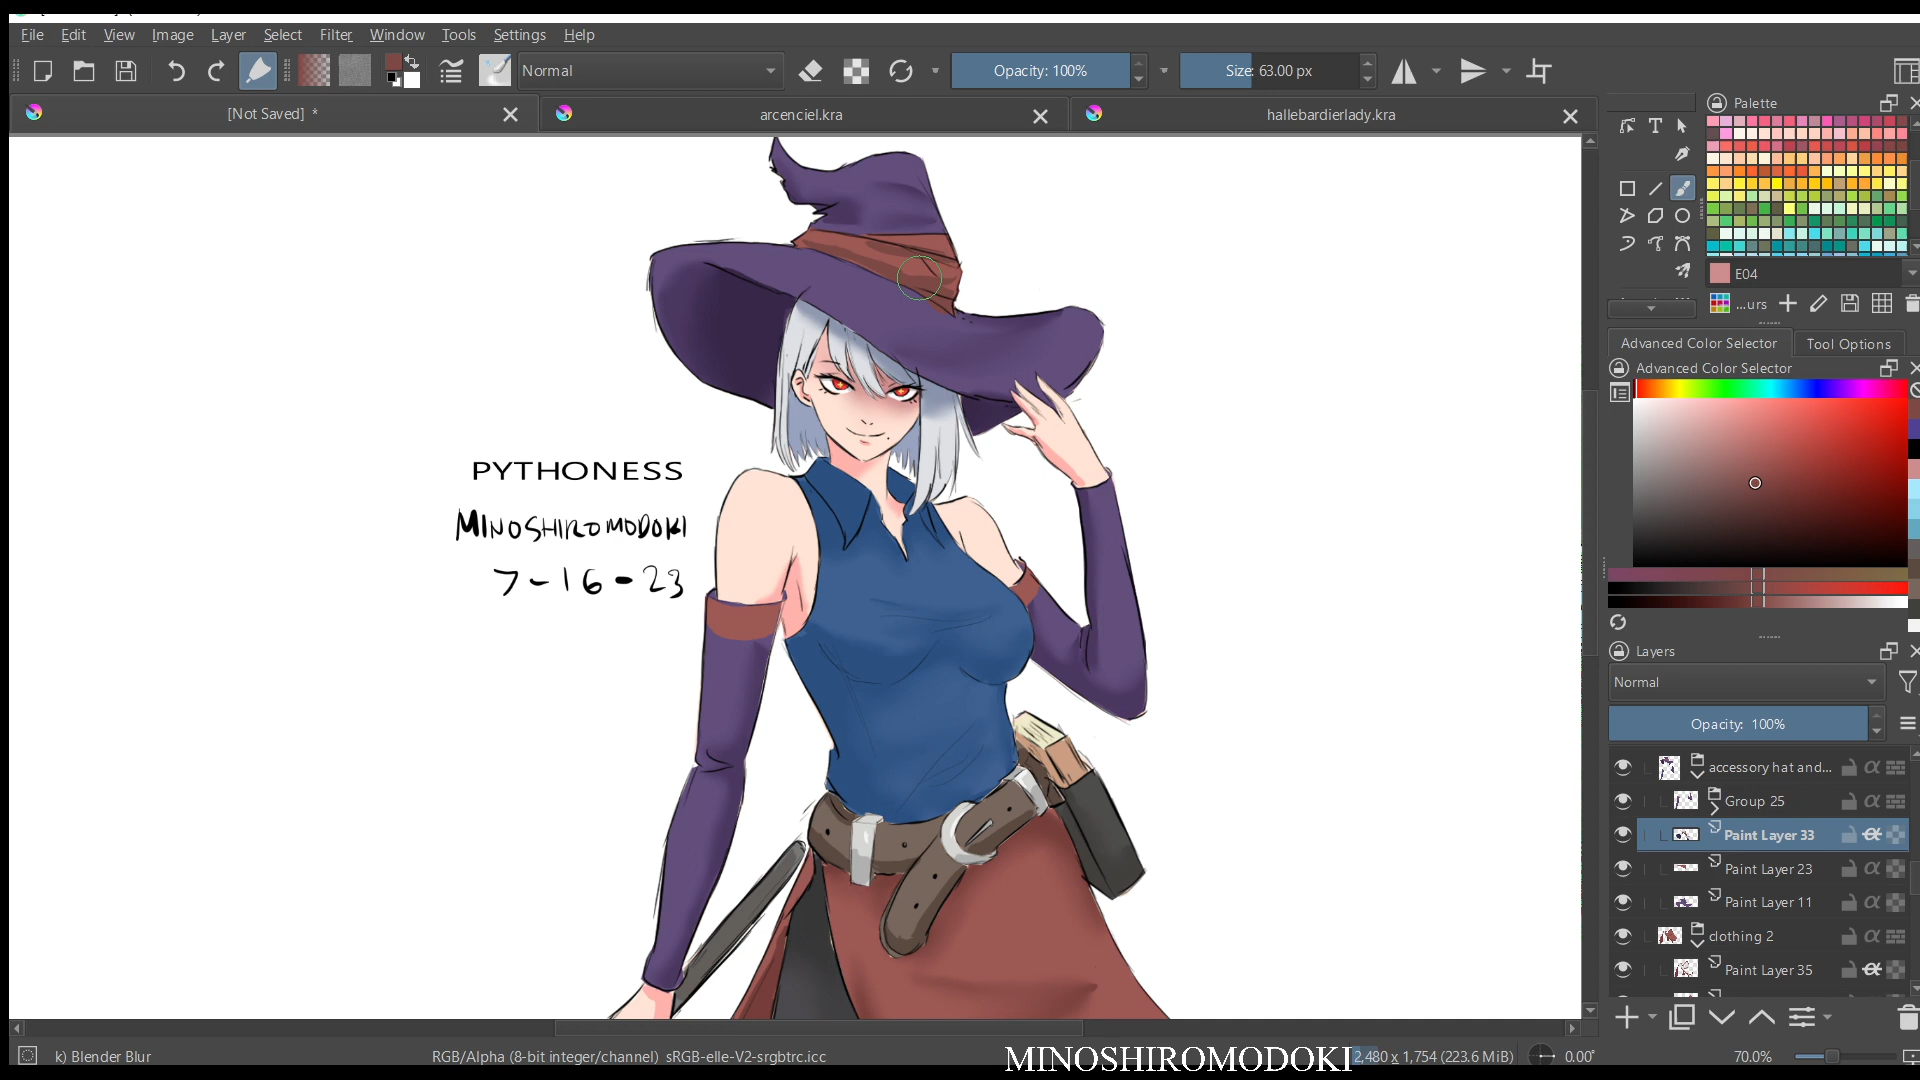 File Edit View Image Layer Select Filter Window Tools Settings Help
Normal
Opacity: 100%
Size: 63.00 px
[Not Saved] *
arcenciel.kra
hallebardierlady.kra
Palette
E04
...urs
Advanced Color Selector
Tool Options
Advanced Color Selector
PYTHONESS
MINOSHIROMODOKI
7-16-23
Layers
Normal
Opacity: 100%
accessory hat and...
Group 25
Paint Layer 33
Paint Layer 23
Paint Layer 11
clothing 2
Paint Layer 35
k) Blender Blur
RGB/Alpha (8-bit integer/channel) sRGB-elle-V2-srgbtrc.icc
MINOSHIROMODOKI
2,480 x 1,754 (223.6 MiB)
0.00°
70.0%